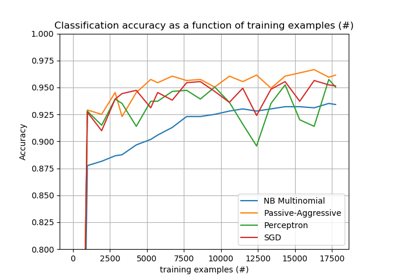 Classification accuracy as a function of training examples (#)
1.000
0.975
0.950
0.925
0.900
0.875
0.850
0.825
0.800
Accuracy
NB Multinomial
Passive-Aggressive
Perceptron
SGD
0 2500 5000 7500 10000 12500 15000 17500
training examples (#)